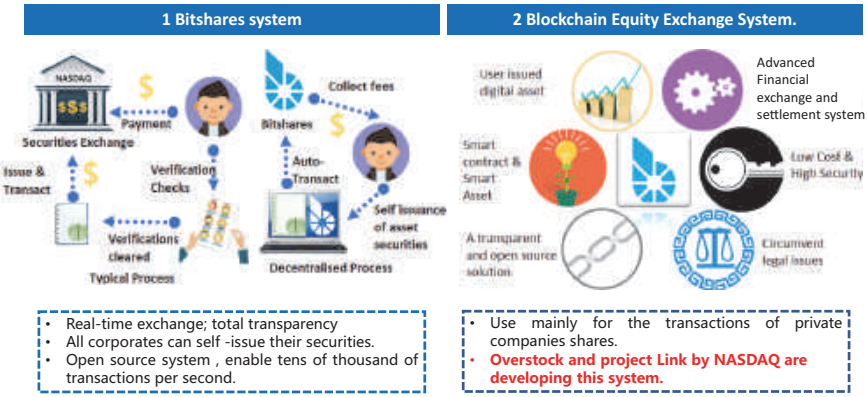 1 Bitshares system
NASDAQ
$$$
$
Payment
Securities Exchange
Issue &
Transact
$
Verification
Checks
Verifications
cleared
Typical Process
Collect fees
Bitshares
$
Auto-
Transact
Self issuance
of asset
securities
Decentralised Process
• Real-time exchange; total transparency
• All corporates can self -issue their securities.
• Open source system , enable tens of thousand of
transactions per second.
2 Blockchain Equity Exchange System.
User issued
digital asset
Advanced
Financial
exchange and
settlement system
Smart
contract &
Smart
Asset
Low Cost &
High Security
A transparent
and open source
solution
Circumvent
legal issues
• Use mainly for the transactions of private
companies shares.
• Overstock and project Link by NASDAQ are
developing this system.